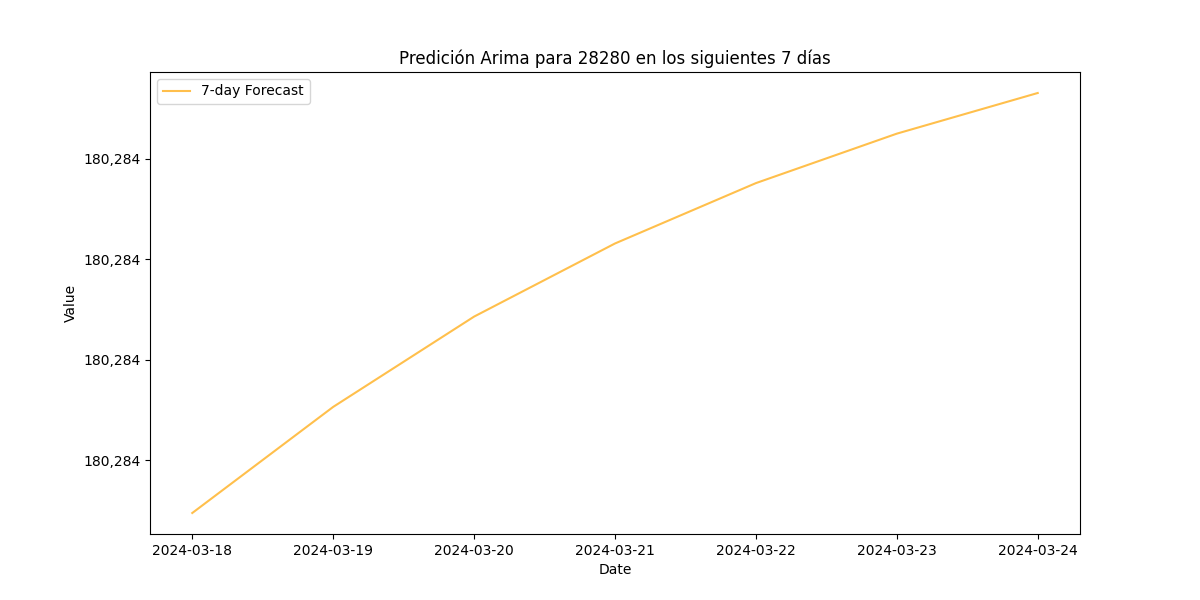 Predición Arima para 28280 en los siguientes 7 días
7-day Forecast
180,284
180,284
180,284
180,284
Value
2024-03-18 2024-03-19 2024-03-20 2024-03-21 2024-03-22 2024-03-23 2024-03-24
Date